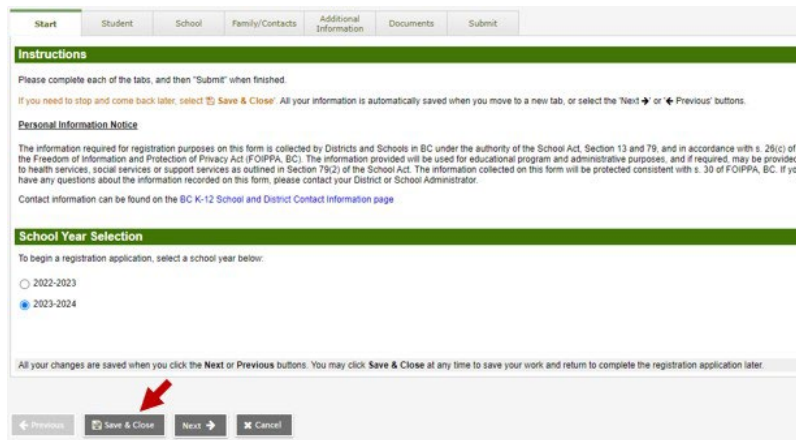 Start Student School Family/Contacts Additional Information Documents Submit
Instructions
Please complete each of the tabs, and then "Submit" when finished.
If you need to stop and come back later, select ' Save & Close'. All your information is automatically saved when you move to a new tab, or select the 'Next →' or '← Previous' buttons.
Personal Information Notice
The information required for registration purposes on this form is collected by Districts and Schools in BC under the authority of the School Act, Section 13 and 79, and in accordance with s. 26(c) of
the Freedom of Information and Protection of Privacy Act (FOIPPA, BC). The information provided will be used for educational program and administrative purposes, and if required, may be provided
to health services, social services or support services as outlined in Section 79(2) of the School Act. The information collected on this form will be protected consistent with s. 30 of FOIPPA, BC. If yo
have any questions about the information recorded on this form, please contact your District or School Administrator.
Contact information can be found on the BC K-12 School and District Contact Information page
School Year Selection
To begin a registration application, select a school year below:
2022-2023
2023-2024
All your changes are saved when you click the Next or Previous buttons. You may click Save & Close at any time to save your work and return to complete the registration application later.
← Previous Save & Close Next → ✖ Cancel